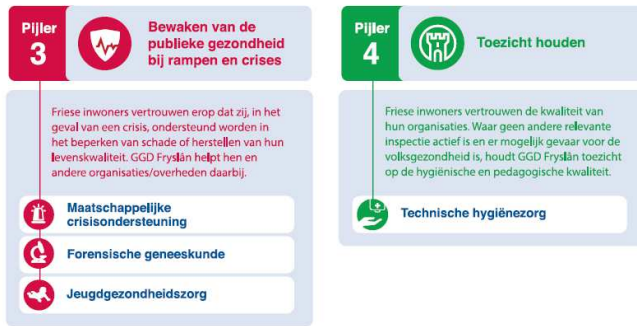 Pijler
3
Bewaken van de
publieke gezondheid
bij rampen en crises
Friese inwoners vertrouwen erop dat zij, in het
geval van een crisis, ondersteund worden in
het beperken van schade of herstellen van hun
levenskwaliteit. GGD Fryslân helpt hen en
andere organisaties/overheden daarbij.
Maatschappelijke
crisisondersteuning
Forensische geneeskunde
Jeugdgezondheidszorg
Pijler
4
Toezicht houden
Friese inwoners vertrouwen de kwaliteit van
hun organisaties. Waar geen andere relevante
inspectie actief is en er mogelijk gevaar voor de
volksgezondheid is, houdt GGD Fryslân toezicht
op de hygiënische en pedagogische kwaliteit.
Technische hygiënezorg